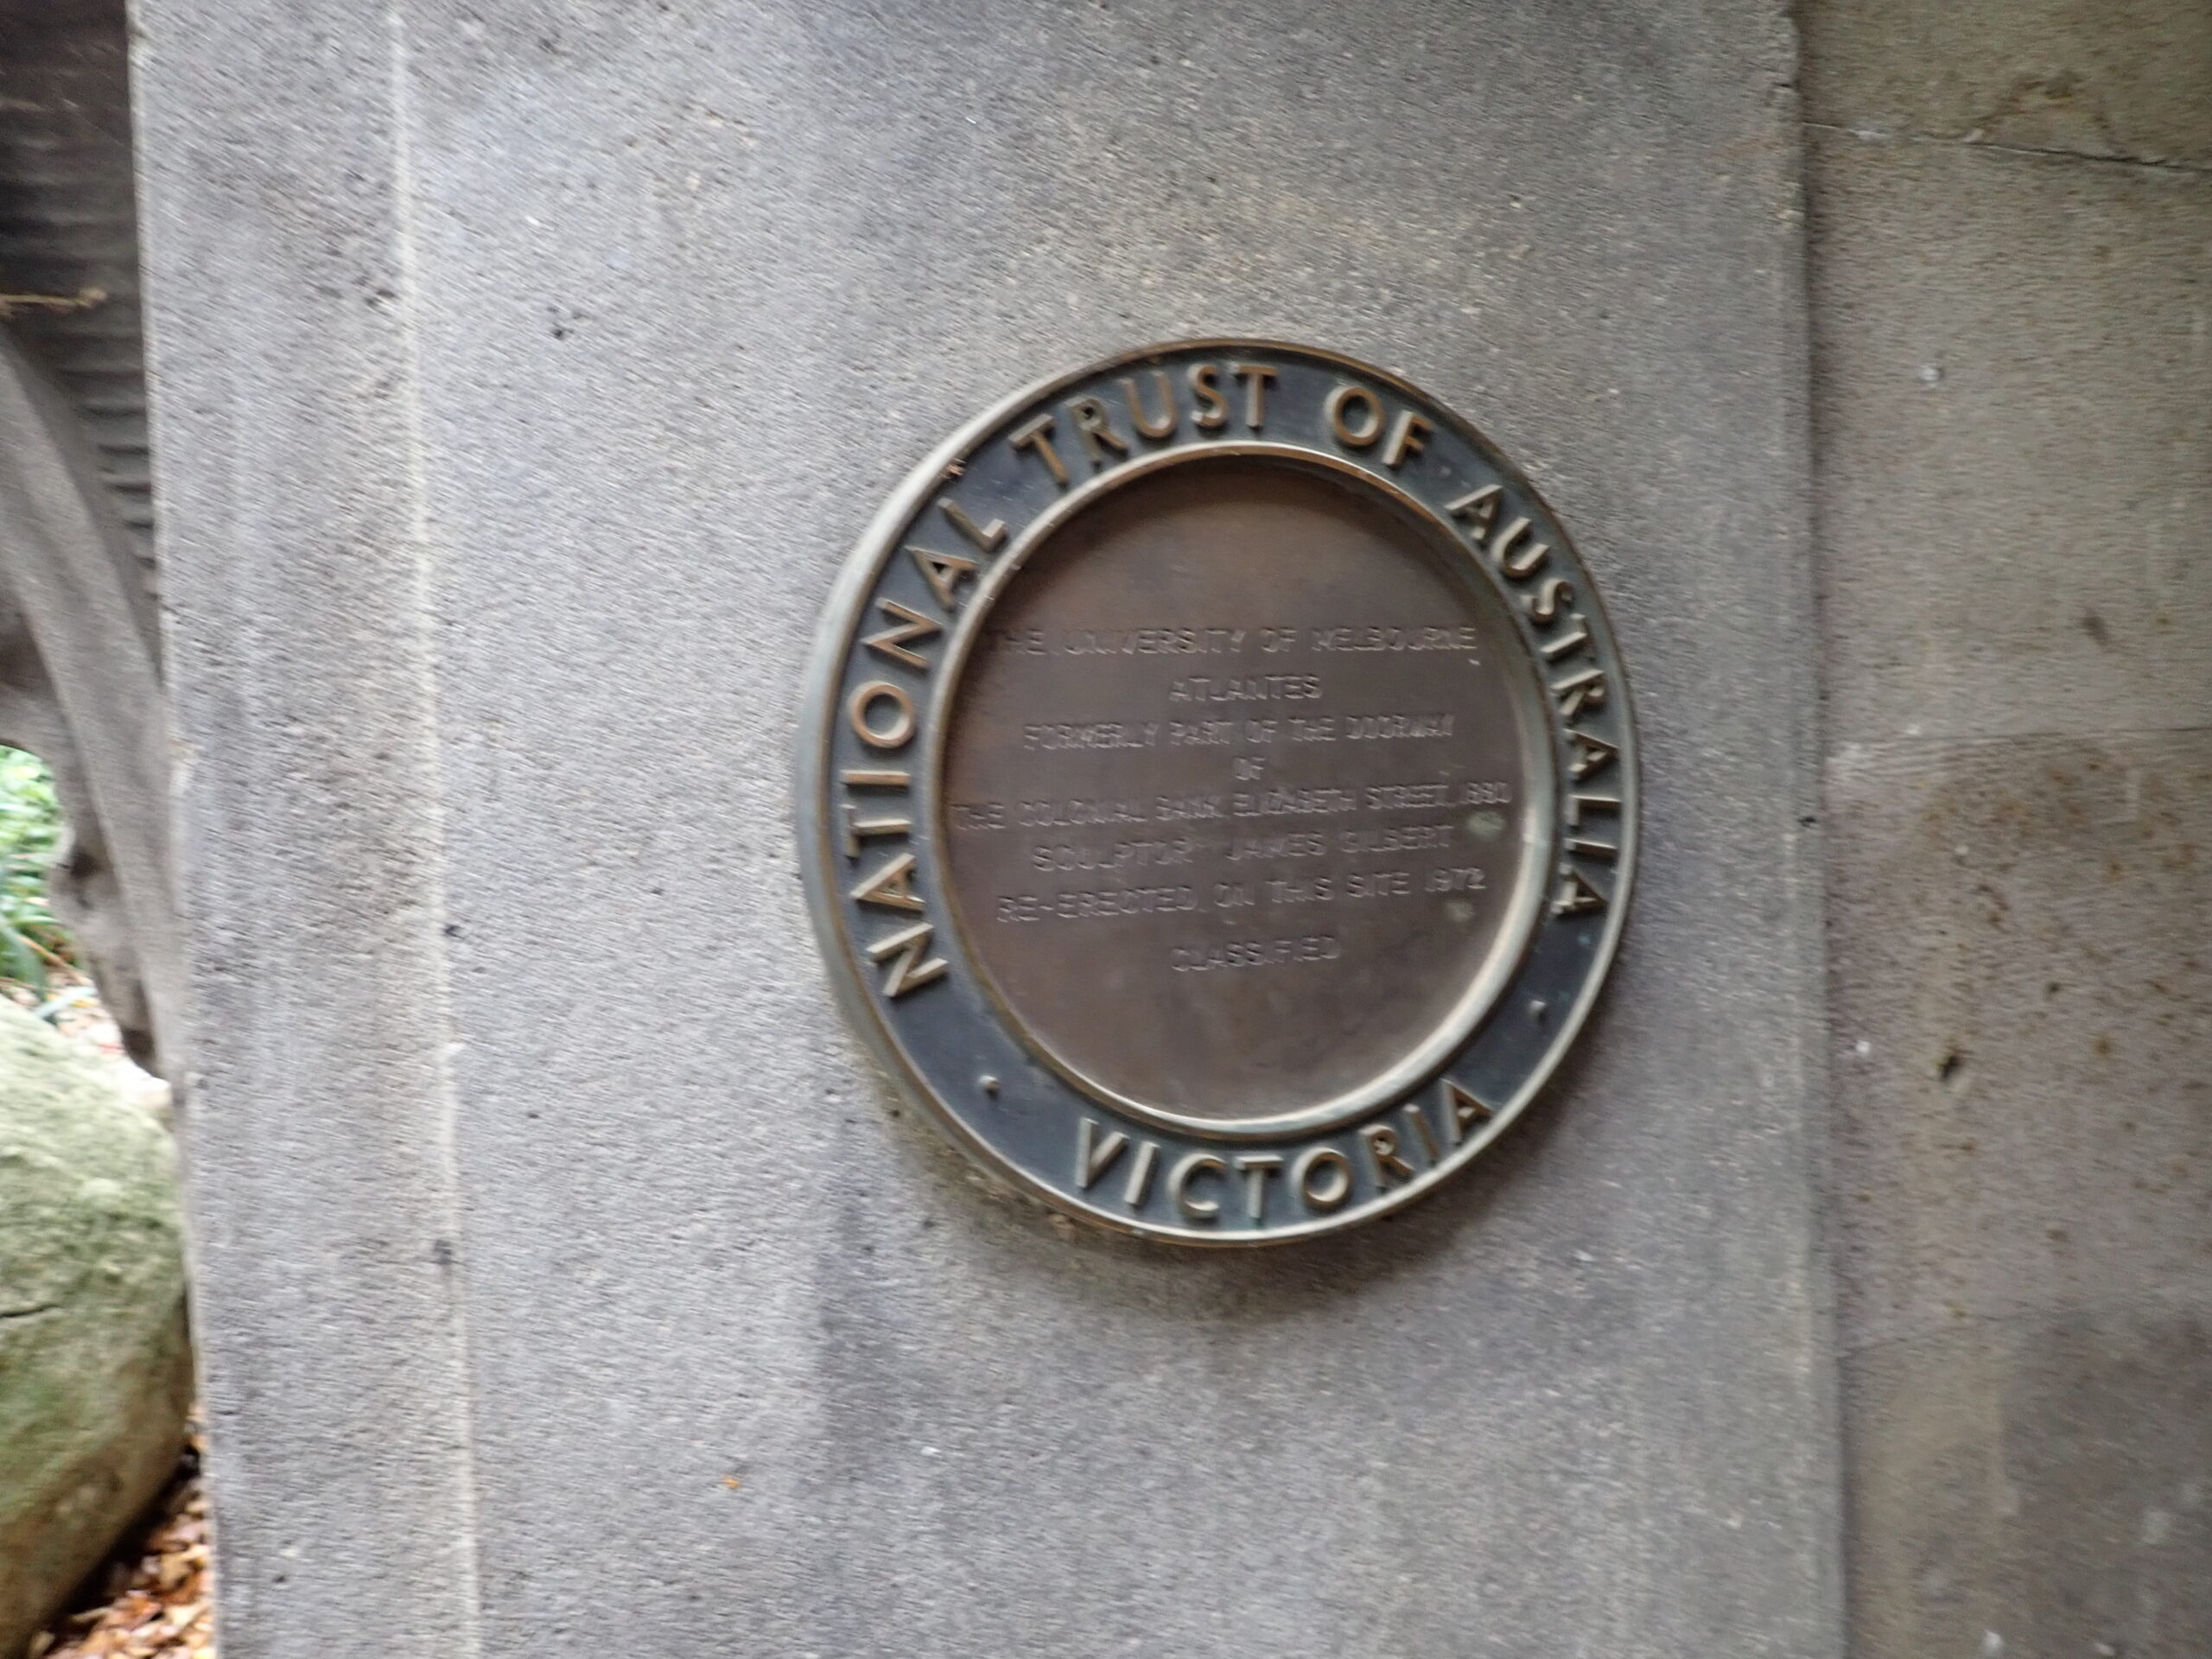 NATIONAL TRUST OF AUSTRALIA
THE UNIVERSITY OF MELBOURNE
ATLANTES
FORMERLY PART OF THE DOORWAY
OF
THE COLONIAL BANK ELIZABETH STREET, 1880
SCULPTOR JAMES GILBERT
RE-ERECTED ON THIS SITE 1972
CLASSIFIED
· VICTORIA ·